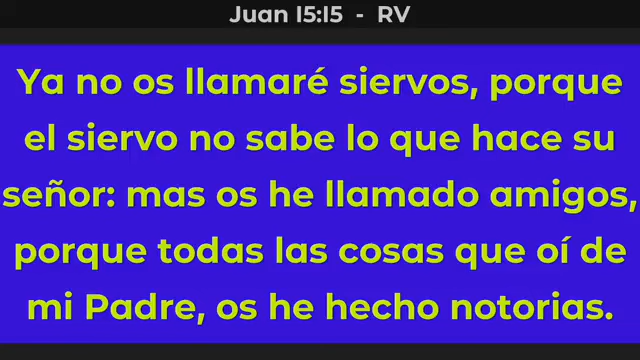 Juan 15:15 - RV
Ya no os llamaré siervos, porque
el siervo no sabe lo que hace su
señor: mas os he llamado amigos,
porque todas las cosas que oí de
mi Padre, os he hecho notorias.